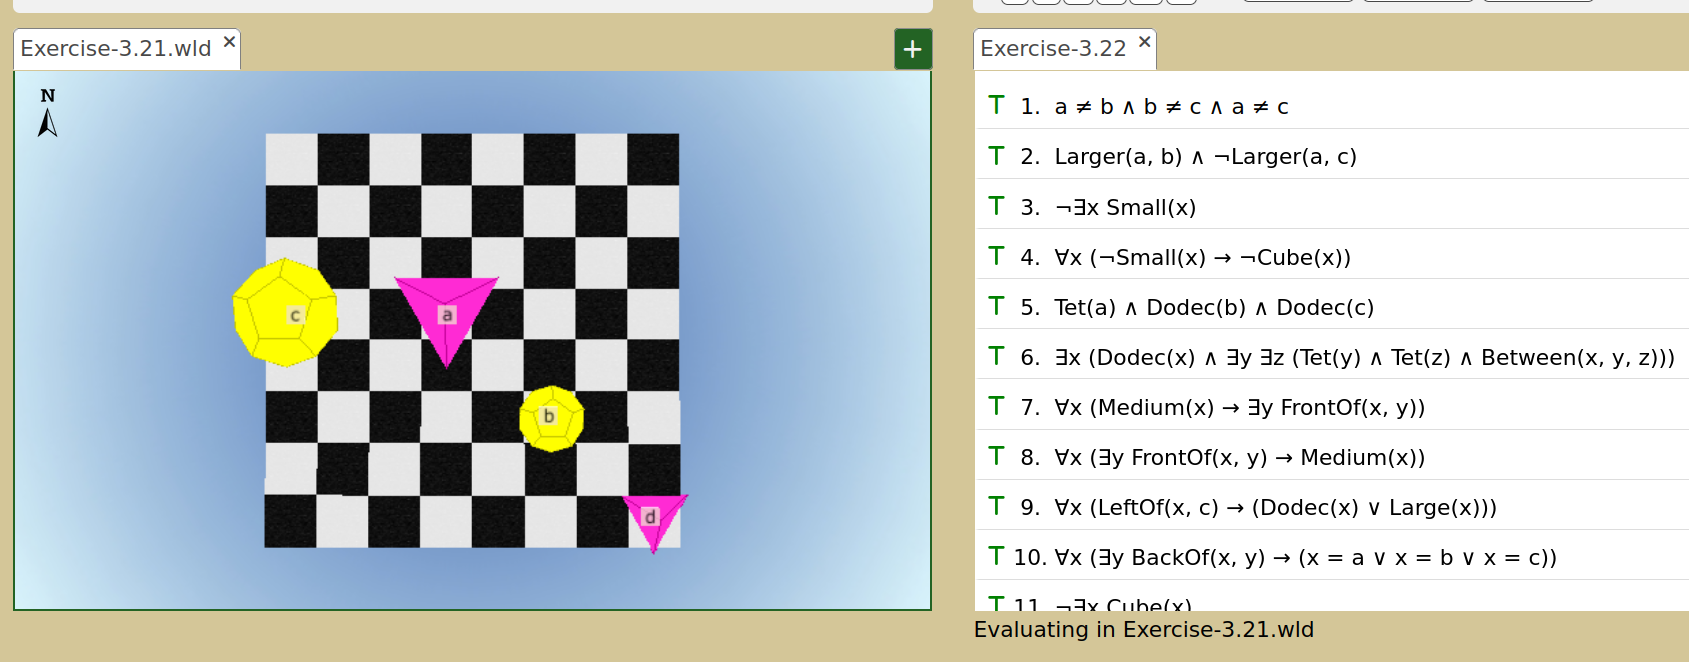 Exercise-3.21.wld ×
+
N
c
a
b
d
Exercise-3.22 ×
T 1. a ≠ b ∧ b ≠ c ∧ a ≠ c
T 2. Larger(a, b) ∧ ¬Larger(a, c)
T 3. ¬∃x Small(x)
T 4. ∀x (¬Small(x) → ¬Cube(x))
T 5. Tet(a) ∧ Dodec(b) ∧ Dodec(c)
T 6. ∃x (Dodec(x) ∧ ∃y ∃z (Tet(y) ∧ Tet(z) ∧ Between(x, y, z)))
T 7. ∀x (Medium(x) → ∃y FrontOf(x, y))
T 8. ∀x (∃y FrontOf(x, y) → Medium(x))
T 9. ∀x (LeftOf(x, c) → (Dodec(x) ∨ Large(x)))
T 10. ∀x (∃y BackOf(x, y) → (x = a ∨ x = b ∨ x = c))
T 11. ¬∃x Cube(x)
Evaluating in Exercise-3.21.wld